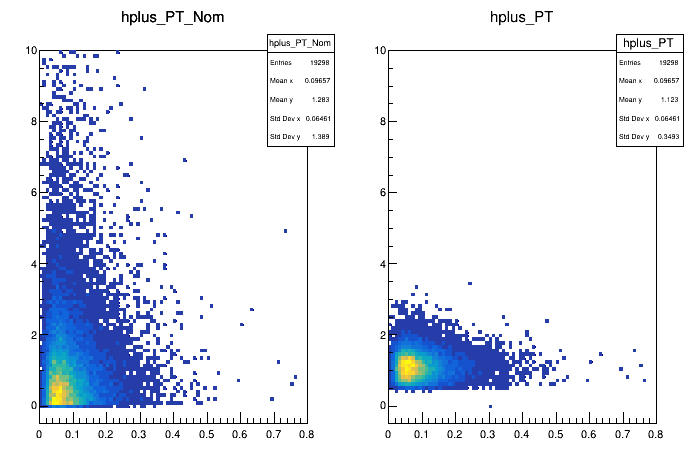 hplus_PT_Nom
hplus_PT_Nom
Entries 19298
Mean x 0.09657
Mean y 1.283
Std Dev x 0.06461
Std Dev y 1.389
10
8
6
4
2
0
0 0.1 0.2 0.3 0.4 0.5 0.6 0.7 0.8
hplus_PT
hplus_PT
Entries 19298
Mean x 0.09657
Mean y 1.123
Std Dev x 0.06461
Std Dev y 0.3493
10
8
6
4
2
0
0 0.1 0.2 0.3 0.4 0.5 0.6 0.7 0.8